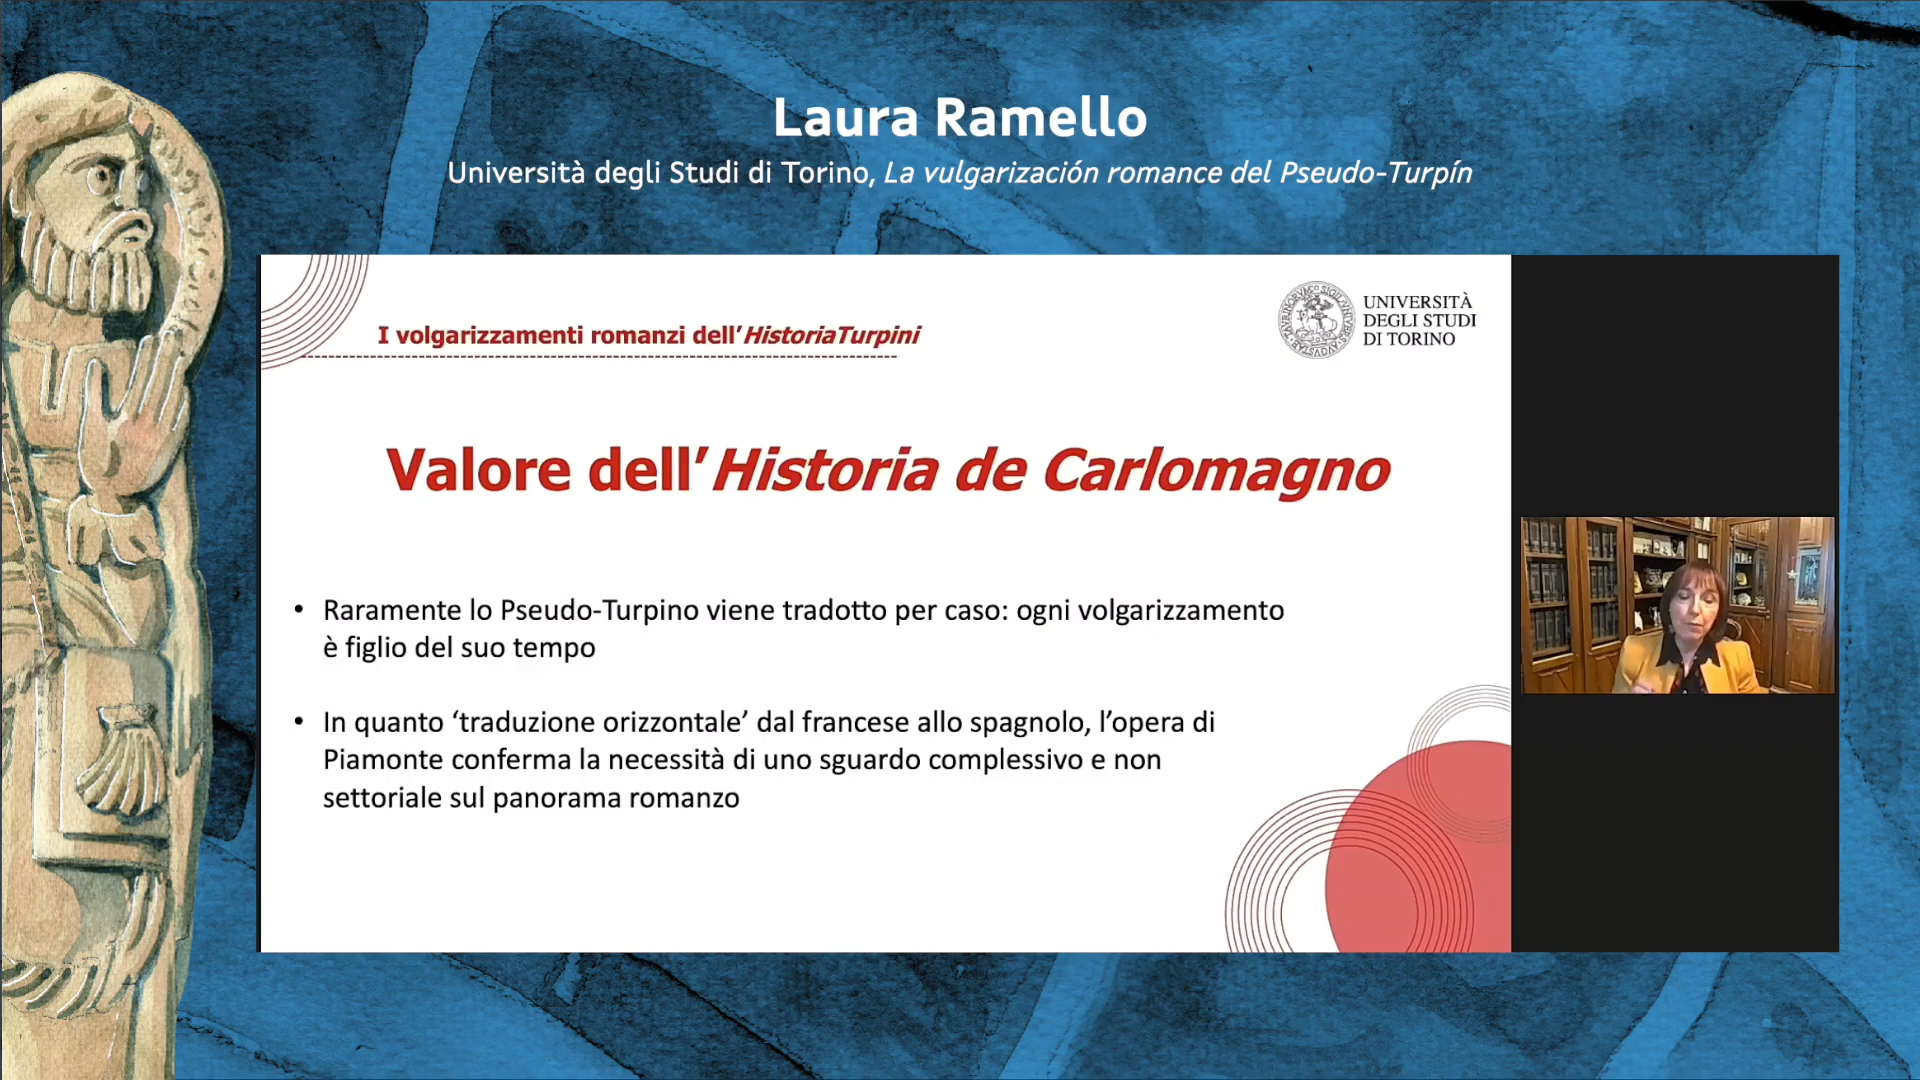 Laura Ramello
Università degli Studi di Torino, La vulgarización romance del Pseudo-Turpín
I volgarizzamenti romanzi dell’HistoriaTurpini
UNIVERSITÀ
DEGLI STUDI
DI TORINO
Valore dell’Historia de Carlomagno
• Raramente lo Pseudo-Turpino viene tradotto per caso: ogni volgarizzamento
è figlio del suo tempo
• In quanto ‘traduzione orizzontale’ dal francese allo spagnolo, l’opera di
Piamonte conferma la necessità di uno sguardo complessivo e non
settoriale sul panorama romanzo